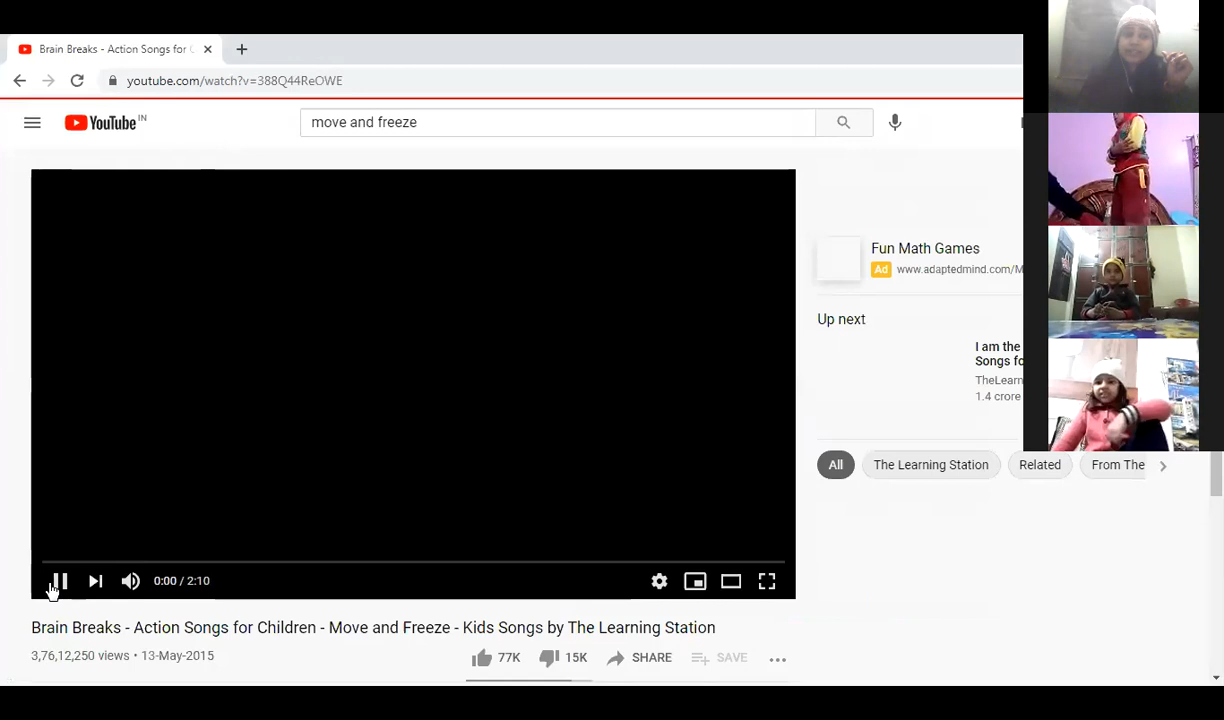 Brain Breaks - Action Songs for C
youtube.com/watch?v=388Q44ReOWE
YouTube IN
move and freeze
Fun Math Games
Ad www.adaptedmind.com/M
Up next
I am the
Songs fo
TheLearn
1.4 crore
All The Learning Station Related From The
0:00 / 2:10
Brain Breaks - Action Songs for Children - Move and Freeze - Kids Songs by The Learning Station
3,76,12,250 views • 13-May-2015
77K 15K SHARE SAVE